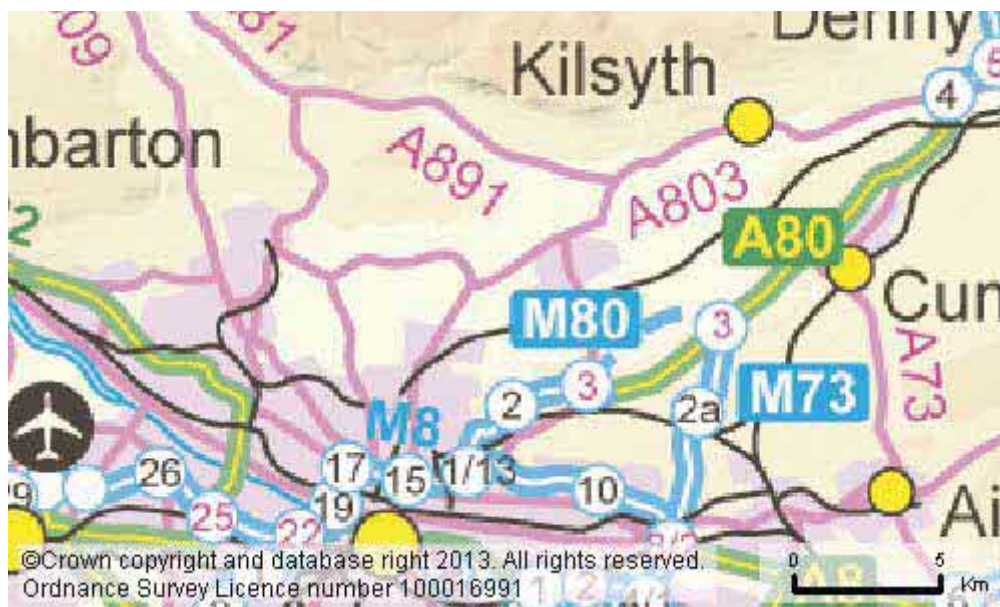 Kilsyth
4
5
A891
A803
A80
M80
3
M73
A73
M8
2
3
2a
17
15
1/13
26
10
19
25
22
©Crown copyright and database right 2013. All rights reserved.
Ordnance Survey Licence number 100016991
0
5
Km